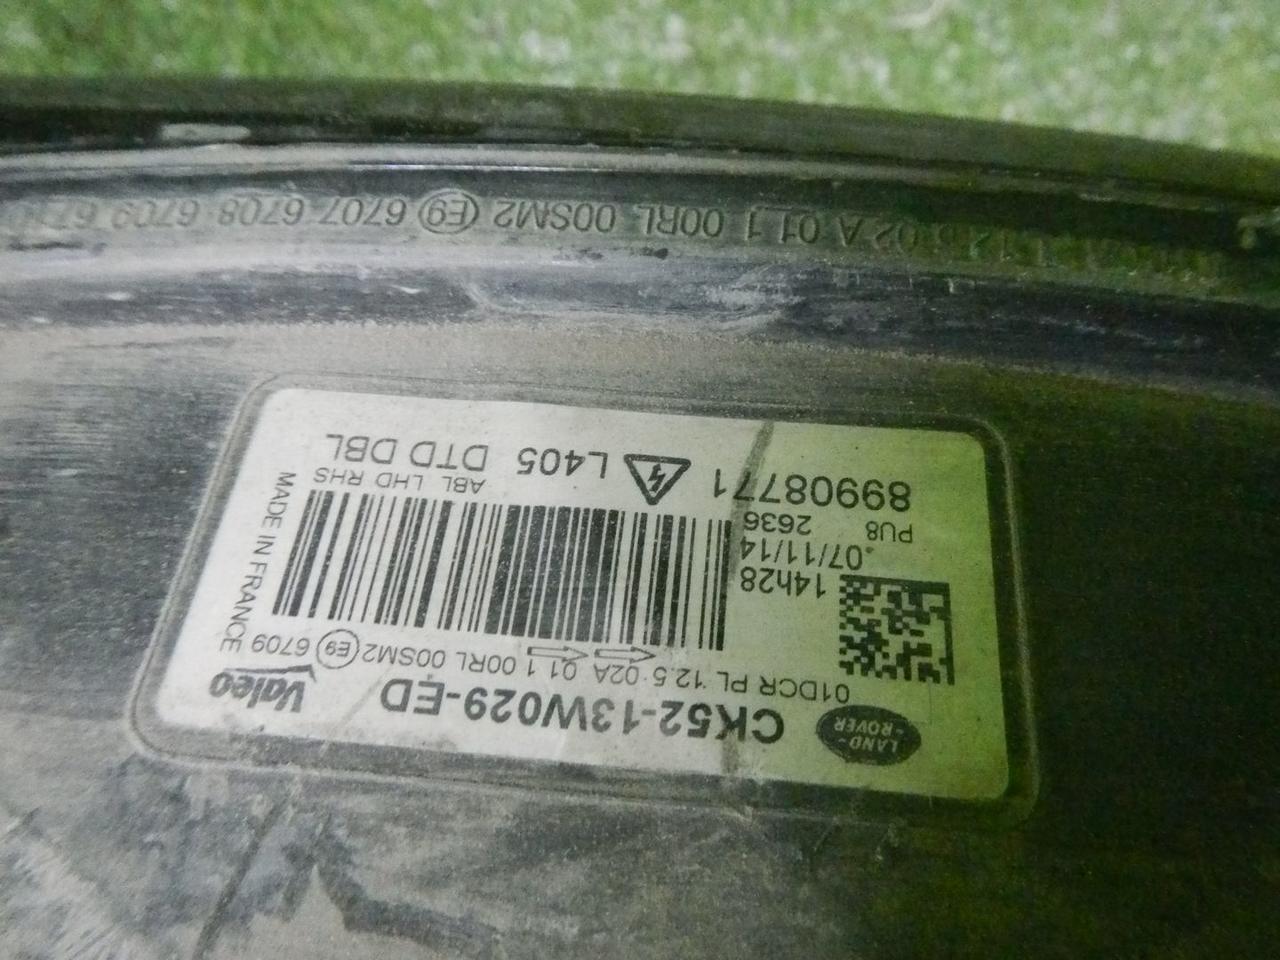 LAND-
-ROVER
CK52-13W029-ED
Valeo
01DCR PL 12.5 02A 01 1 00RL 00SM2 E9 6709 E
MADE IN FRANCE
14h28
.07/11/14
PU8 2636
ABL LHD RHS
89908771 L405 DTD DBL
02 A 01 1 00RL 00SM2 E9 6707 6708 6709